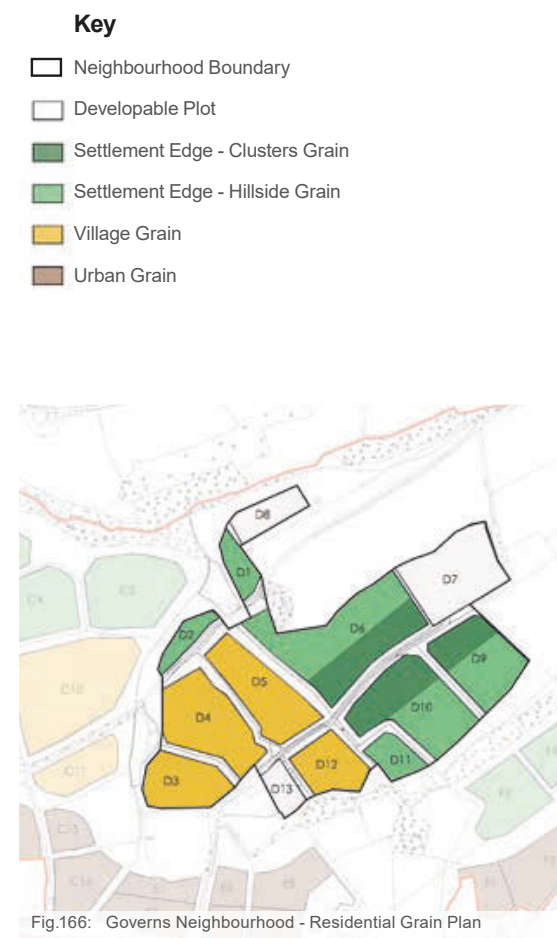 Key
Neighbourhood Boundary
Developable Plot
Settlement Edge - Clusters Grain
Settlement Edge - Hillside Grain
Village Grain
Urban Grain
D8
D1
D7
D2
D6
D9
D5
D10
D4
D11
D12
D3
D13
Fig.166: Governs Neighbourhood - Residential Grain Plan